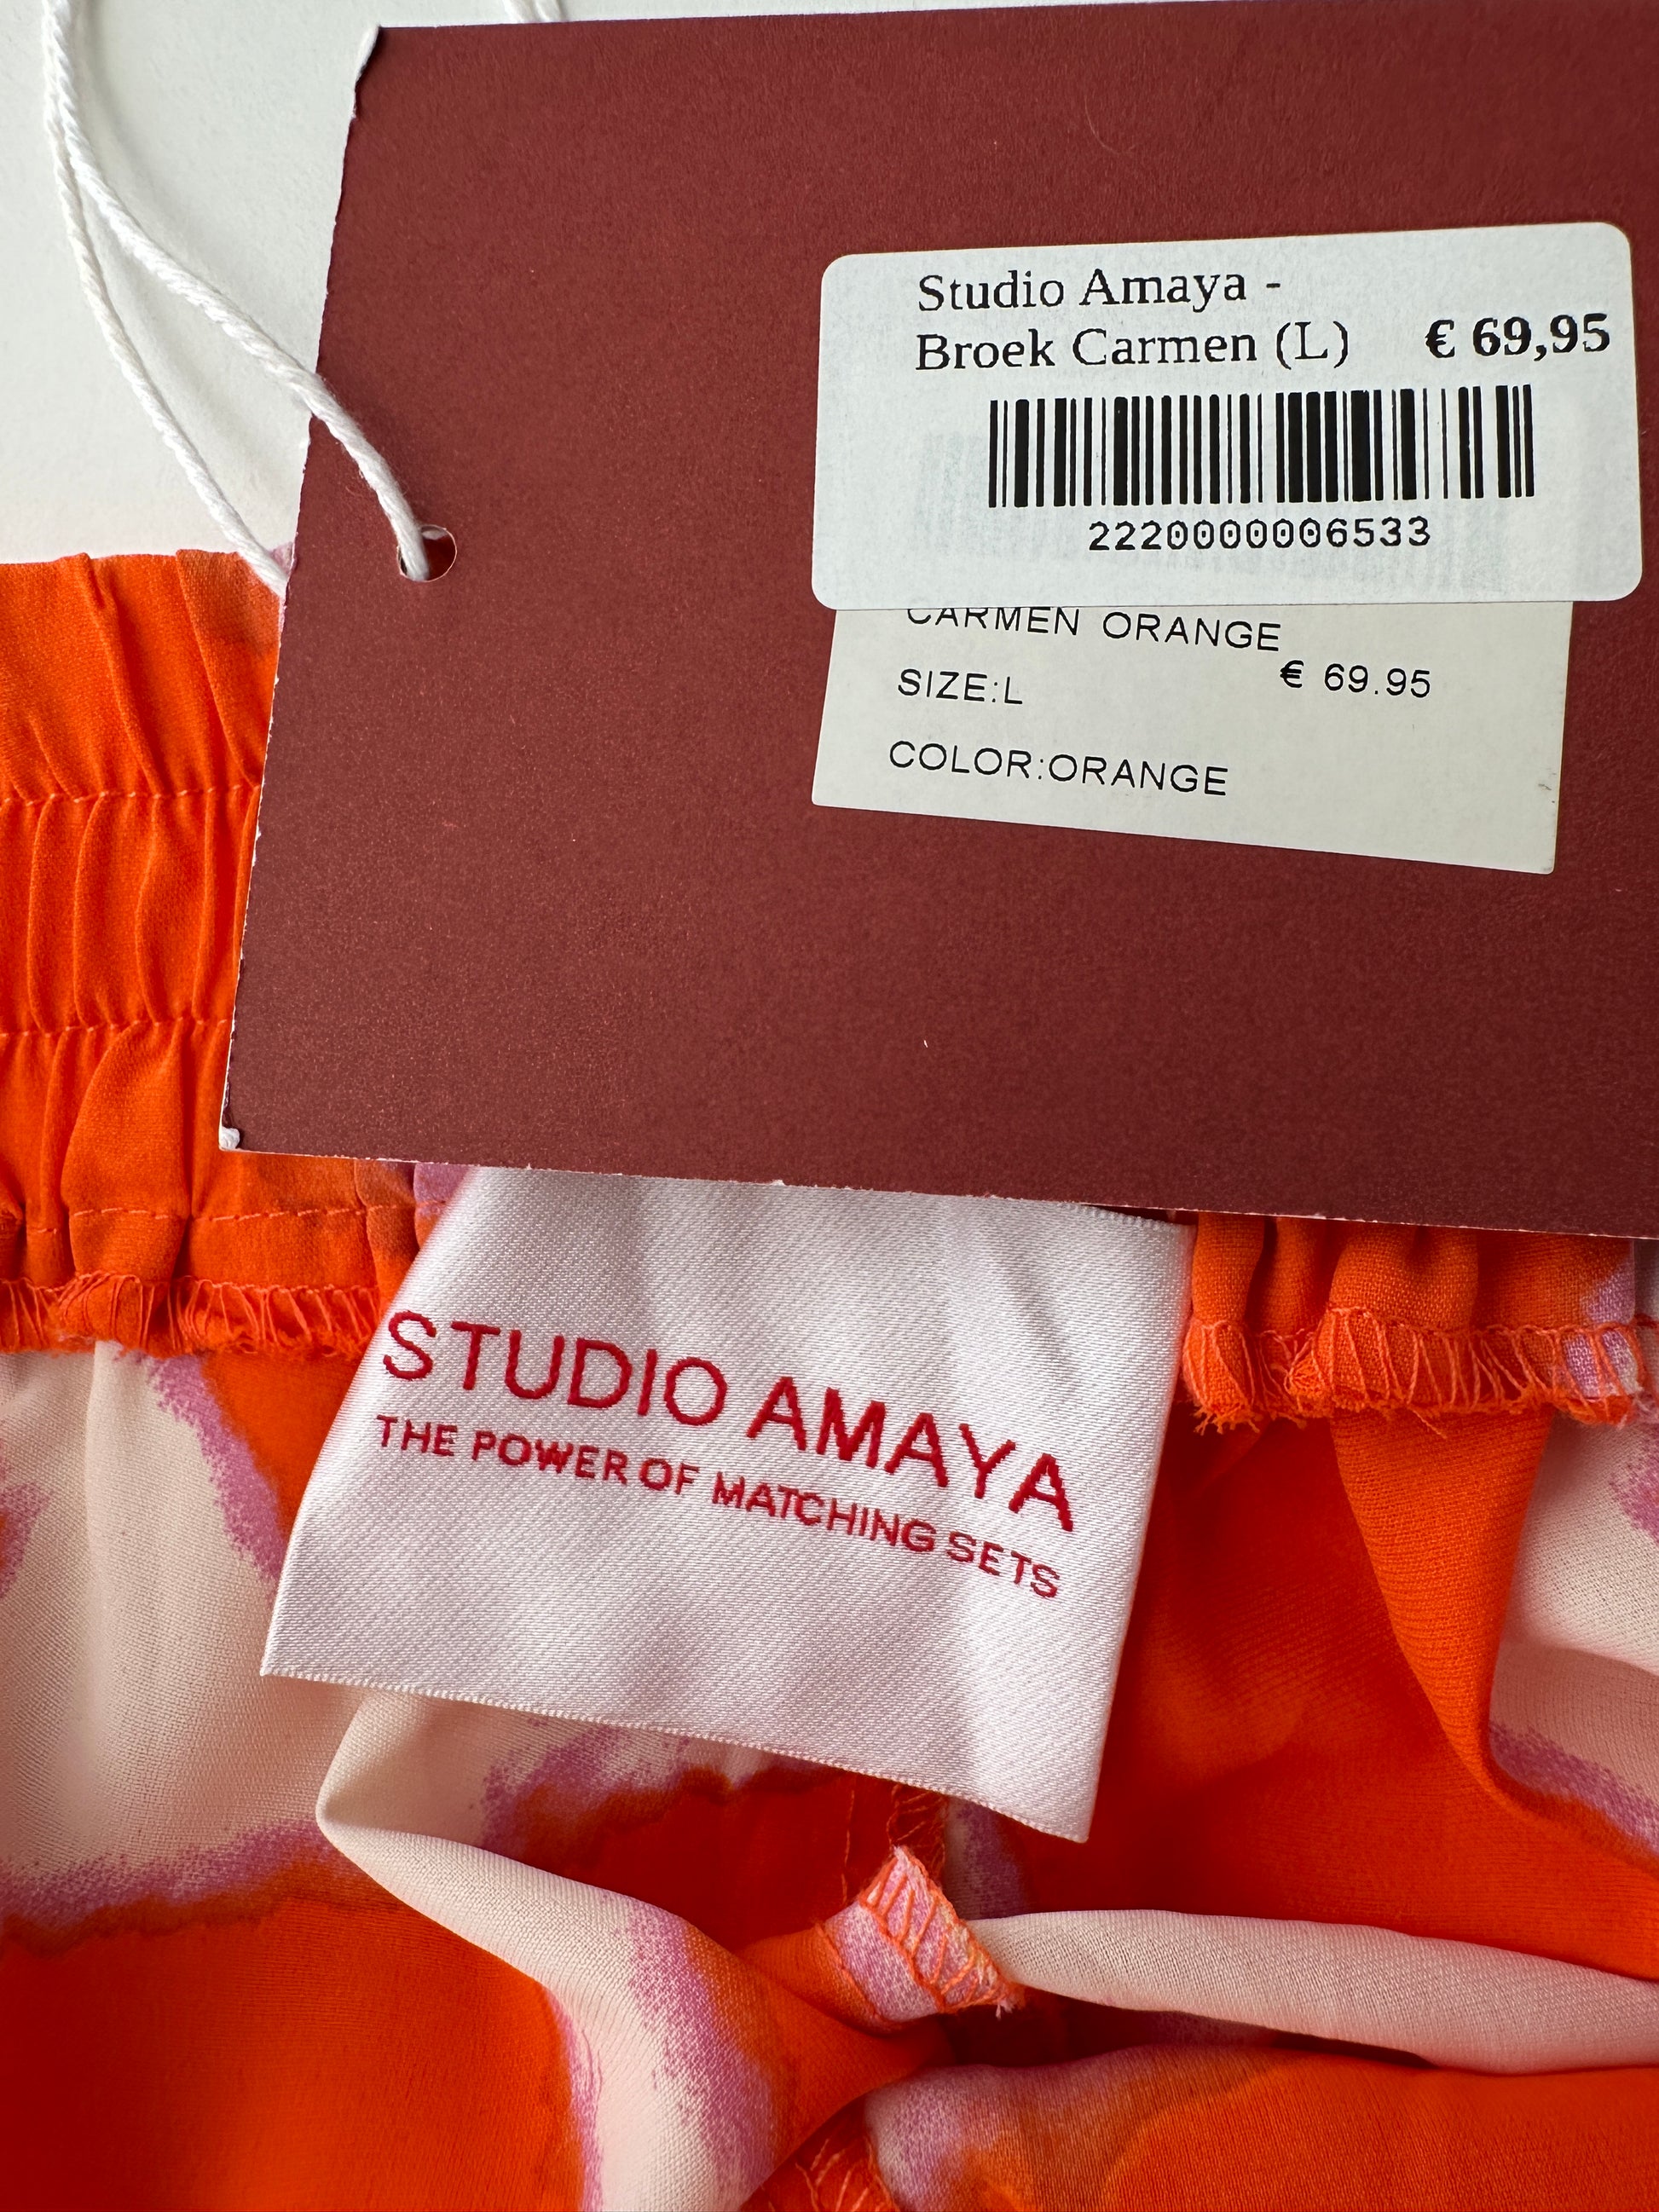 Studio Amaya -
Broek Carmen (L) € 69,95
2220000006533
CARMEN ORANGE
€ 69.95
SIZE:L
COLOR:ORANGE
STUDIO AMAYA
THE POWER OF MATCHING SETS